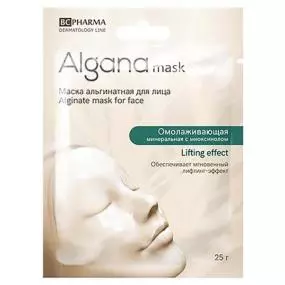 BC PHARMA
DERMATOLOGY LINE
Algana mask
Маска альгинатная для лица
Alginate mask for face
Омолаживающая
минеральная с миоксинолом
Lifting effect
Обеспечивает мгновенный
лифтинг-эффект
25 г